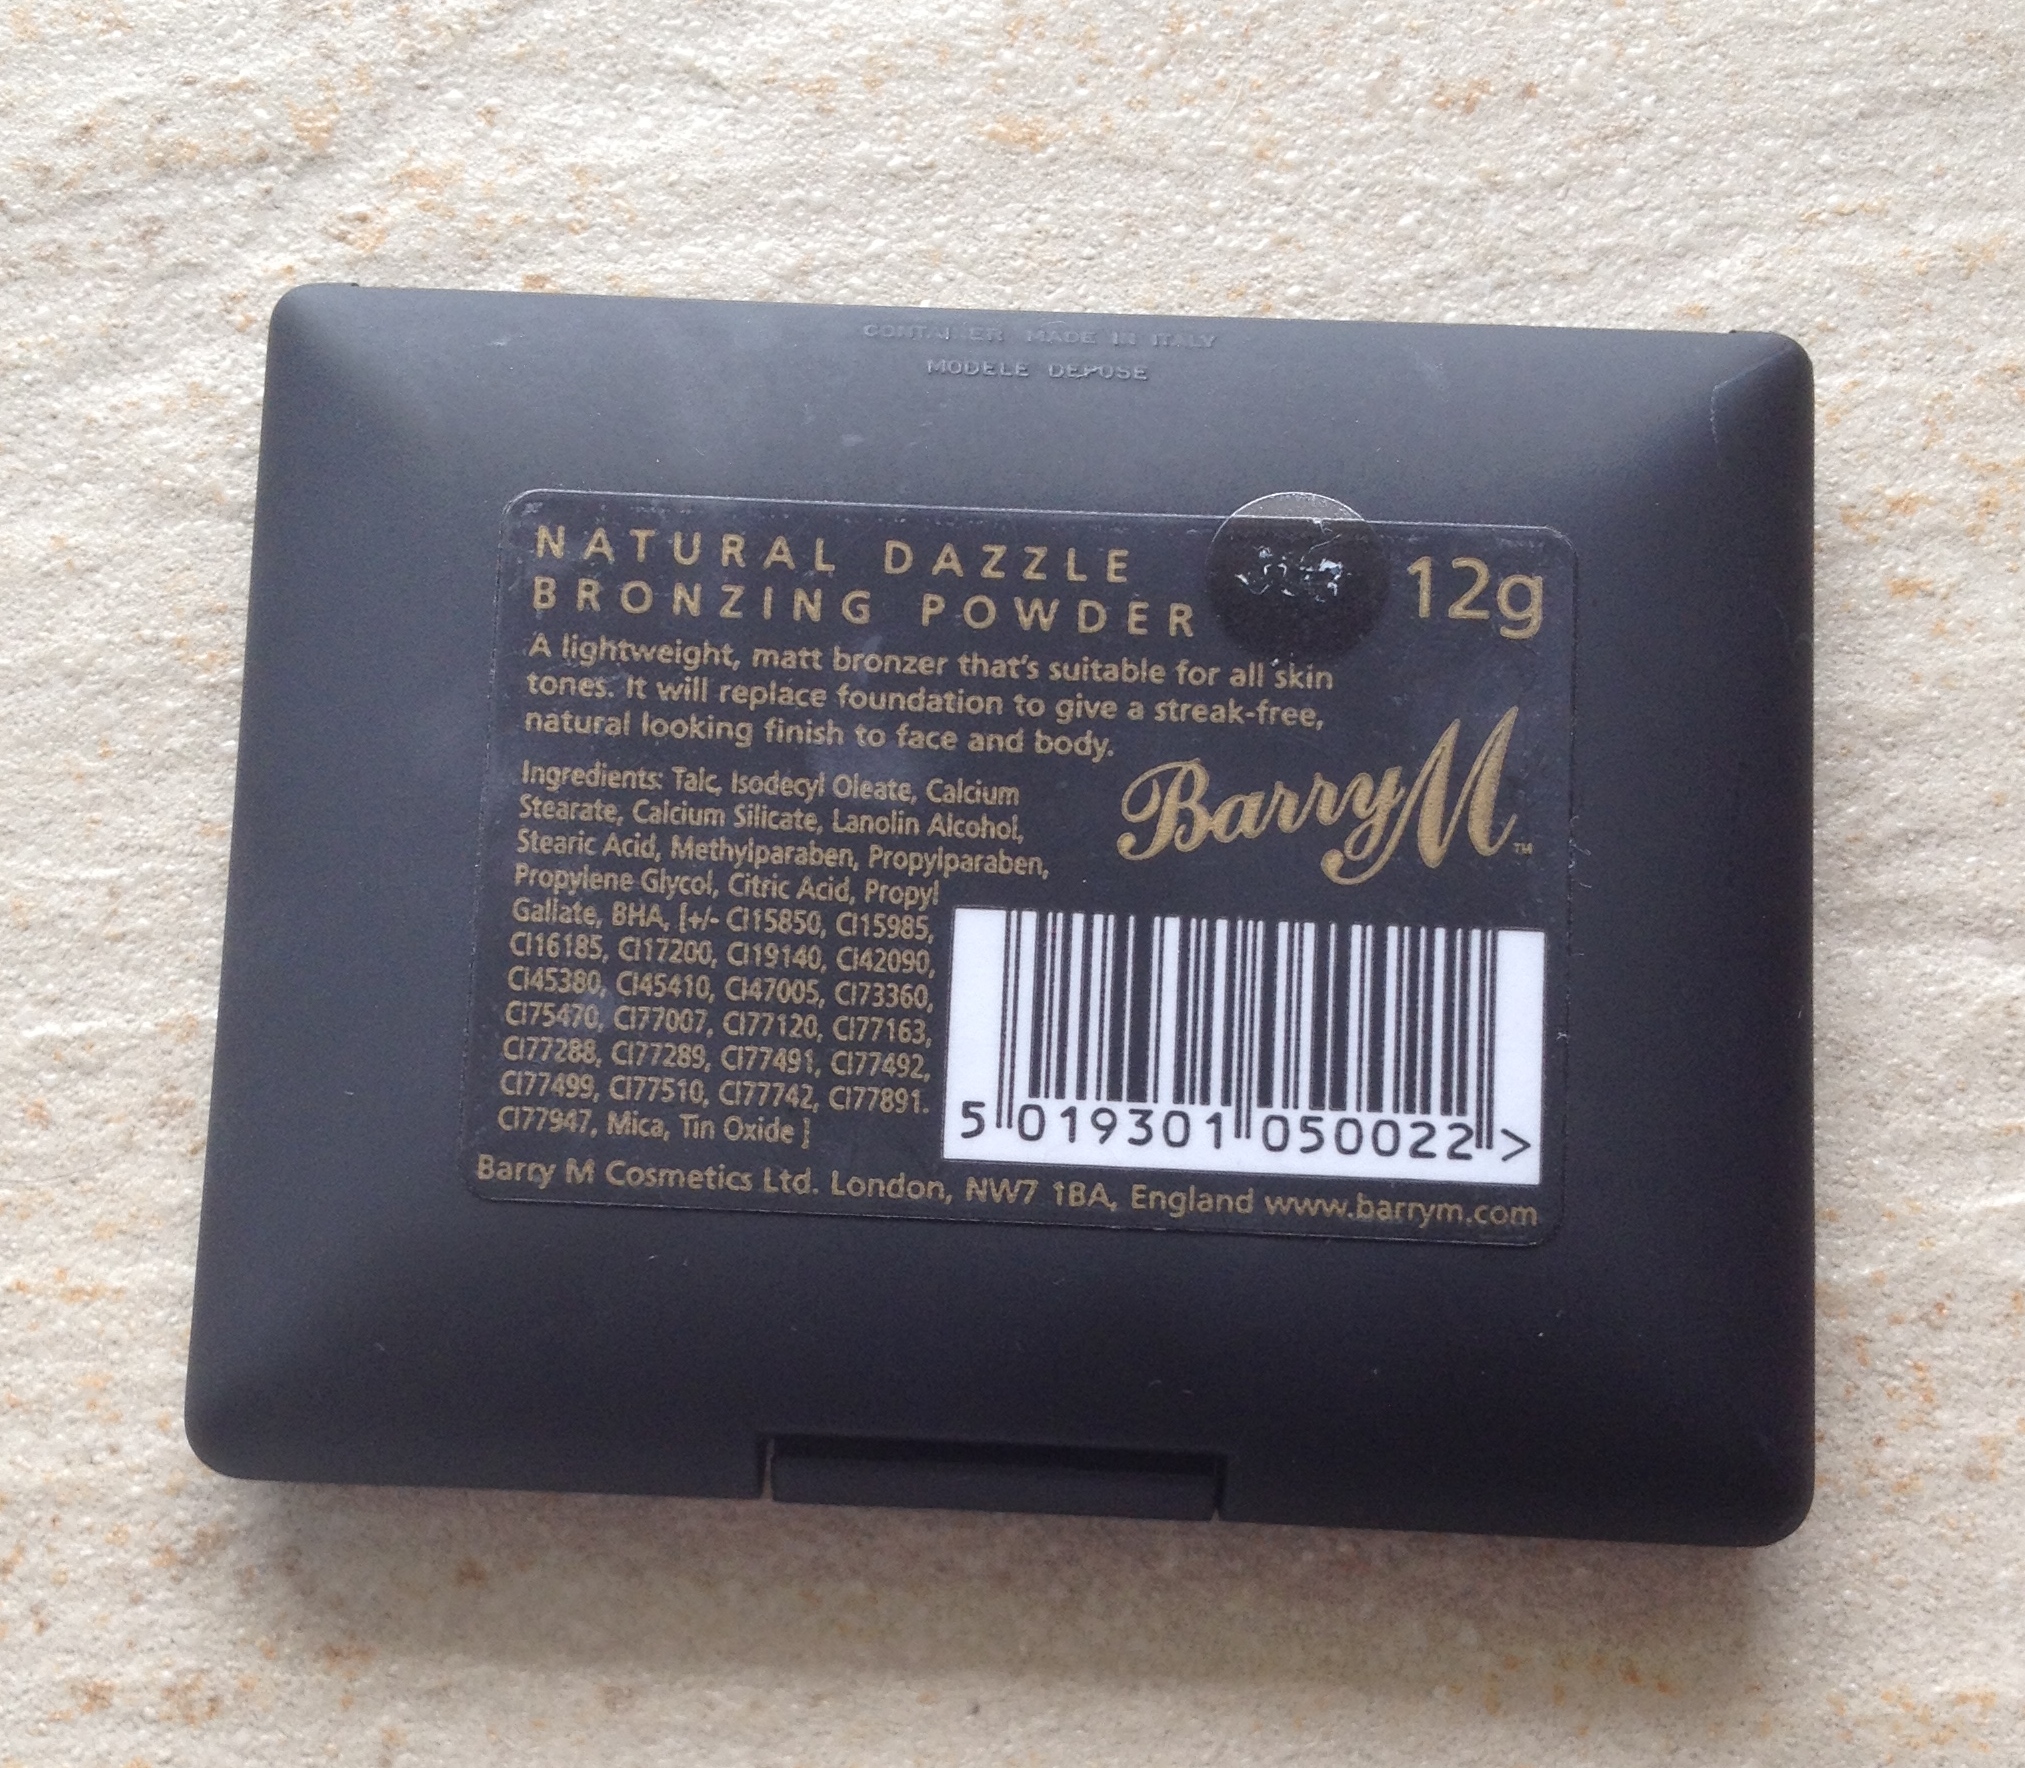 CONTAINER MADE IN ITALY
MODELE DEPOSE
NATURAL DAZZLE
BRONZING POWDER
12g
A lightweight, matt bronzer that's suitable for all skin
tones. It will replace foundation to give a streak-free,
natural looking finish to face and body.
Barry M™
Ingredients: Talc, Isodecyl Oleate, Calcium
Stearate, Calcium Silicate, Lanolin Alcohol,
Stearic Acid, Methylparaben, Propylparaben,
Propylene Glycol, Citric Acid, Propyl
Gallate, BHA, [+/- CI15850, CI15985,
CI16185, CI17200, CI19140, CI42090,
CI45380, CI45410, CI47005, CI73360,
CI75470, CI77007, CI77120, CI77163,
CI77288, CI77289, CI77491, CI77492,
CI77499, CI77510, CI77742, CI77891.
CI77947, Mica, Tin Oxide ]
5 019301 050022 >
Barry M Cosmetics Ltd. London, NW7 1BA, England www.barrym.com